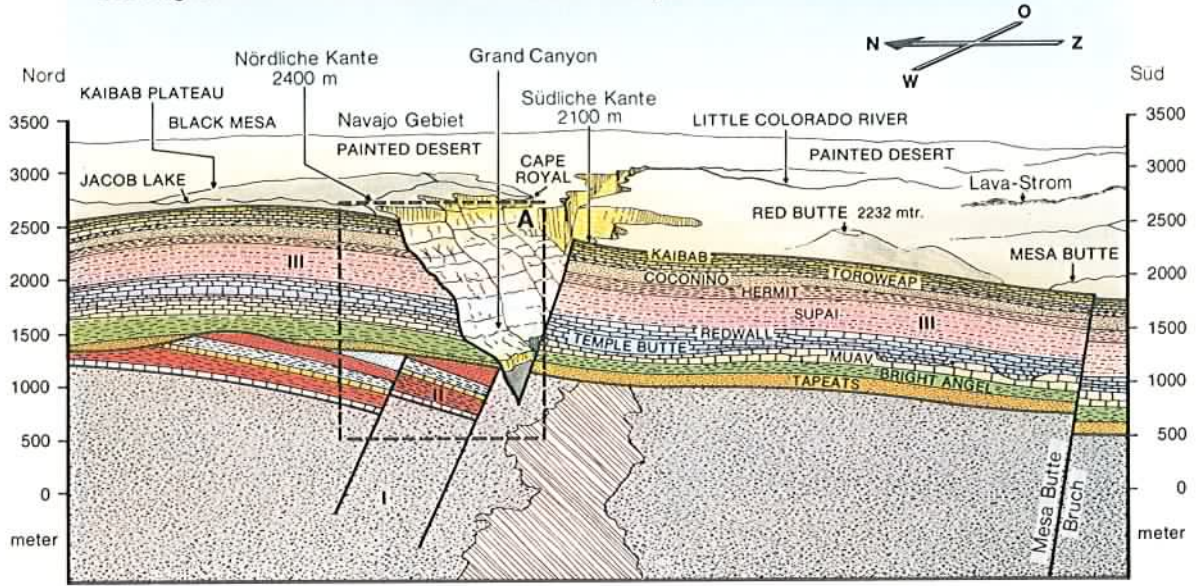 O
N
Z
W
Nord
Süd
Nördliche Kante
2400 m
Grand Canyon
Südliche Kante
2100 m
KAIBAB PLATEAU
BLACK MESA
Navajo Gebiet
PAINTED DESERT
LITTLE COLORADO RIVER
PAINTED DESERT
CAPE
ROYAL
JACOB LAKE
Lava-Strom
RED BUTTE 2232 mtr.
MESA BUTTE
A
3500
3000
2500
2000
1500
1000
500
0
meter
3500
3000
2500
2000
1500
1000
500
0
meter
III
II
I
KAIBAB
TOROWEAP
COCONINO
HERMIT
SUPAI
III
REDWALL
TEMPLE BUTTE
MUAV
BRIGHT ANGEL
TAPEATS
Mesa Butte
Bruch